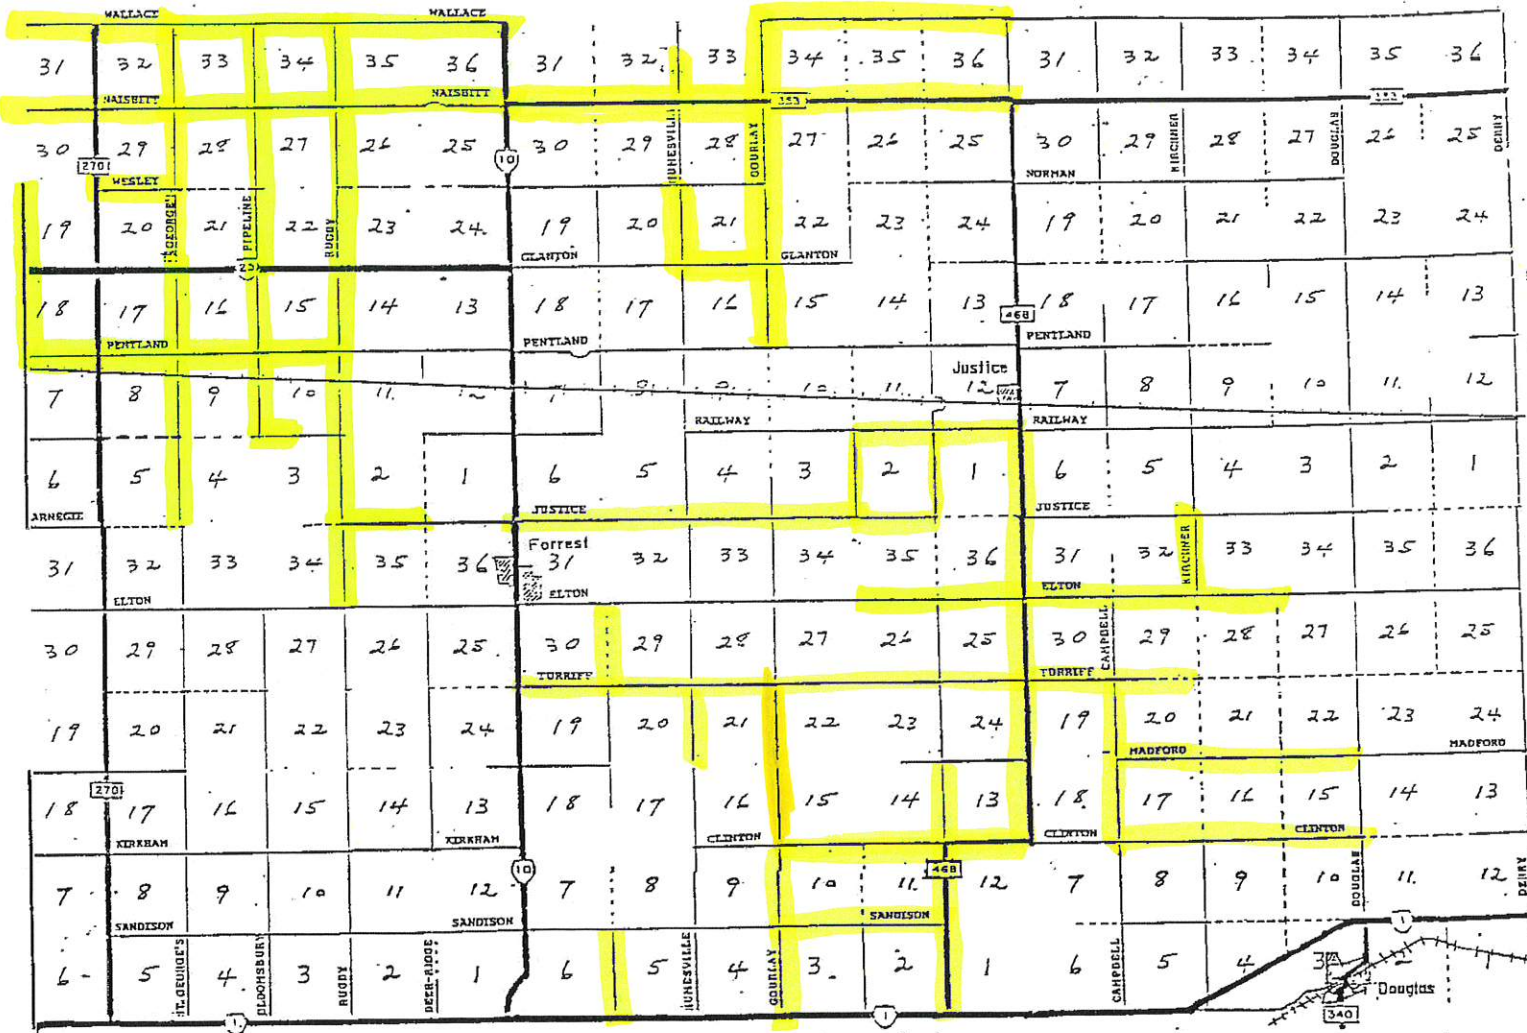 WALLACE WALLACE
31 32 33 34 35 36 31 32 33 34 35 36 31 32 33 34 35 36
NAISBITT NAISBITT 353 353
30 29 28 27 26 25 30 29 28 27 26 25 30 29 28 27 26 25
270 10 HUMESVILLE GOURLAY KIRCHNER DOUGLAS DERBY
WESLEY NORMAN
19 20 21 22 23 24 19 20 21 22 23 24 19 20 21 22 23 24
ST.GEORGE'S PIPELINE RUGBY
GLANTON GLANTON
25
18 17 16 15 14 13 18 17 16 15 14 13 18 17 16 15 14 13
468
PENTLAND PENTLAND PENTLAND
Justice
7 8 9 10 11 12 7 9 10 11 12 7 8 9 10 11 12
RAILWAY RAILWAY
6 5 4 3 2 1 6 5 4 3 2 1 6 5 4 3 2 1
ARNEGIE JUSTICE JUSTICE
Forrest
31 32 33 34 35 36 31 32 33 34 35 36 31 32 33 34 35 36
KIRCHNER
ELTON ELTON ELTON
30 29 28 27 26 25 30 29 28 27 26 25 30 29 28 27 26 25
CAMPBELL
TURRIFF TURRIFF
19 20 21 22 23 24 19 20 21 22 23 24 19 20 21 22 23 24
MADFORD MADFORD
270
18 17 16 15 14 13 18 17 16 15 14 13 18 17 16 15 14 13
KIRKHAM KIRKHAM CLINTON CLINTON CLINTON
10 468
7 8 9 10 11 12 7 8 9 10 11 12 7 8 9 10 11 12
DOUGLAS DERRY
SANDISON SANDISON SANDISON
1
6 5 4 3 2 1 6 5 4 3 2 1 6 5 4 3 2 1
ST.GEORGE'S BLOOMSBURY RUGBY DEER-RIDGE HUMESVILLE GOURLAY CAMPBELL
Douglas
1 1 340